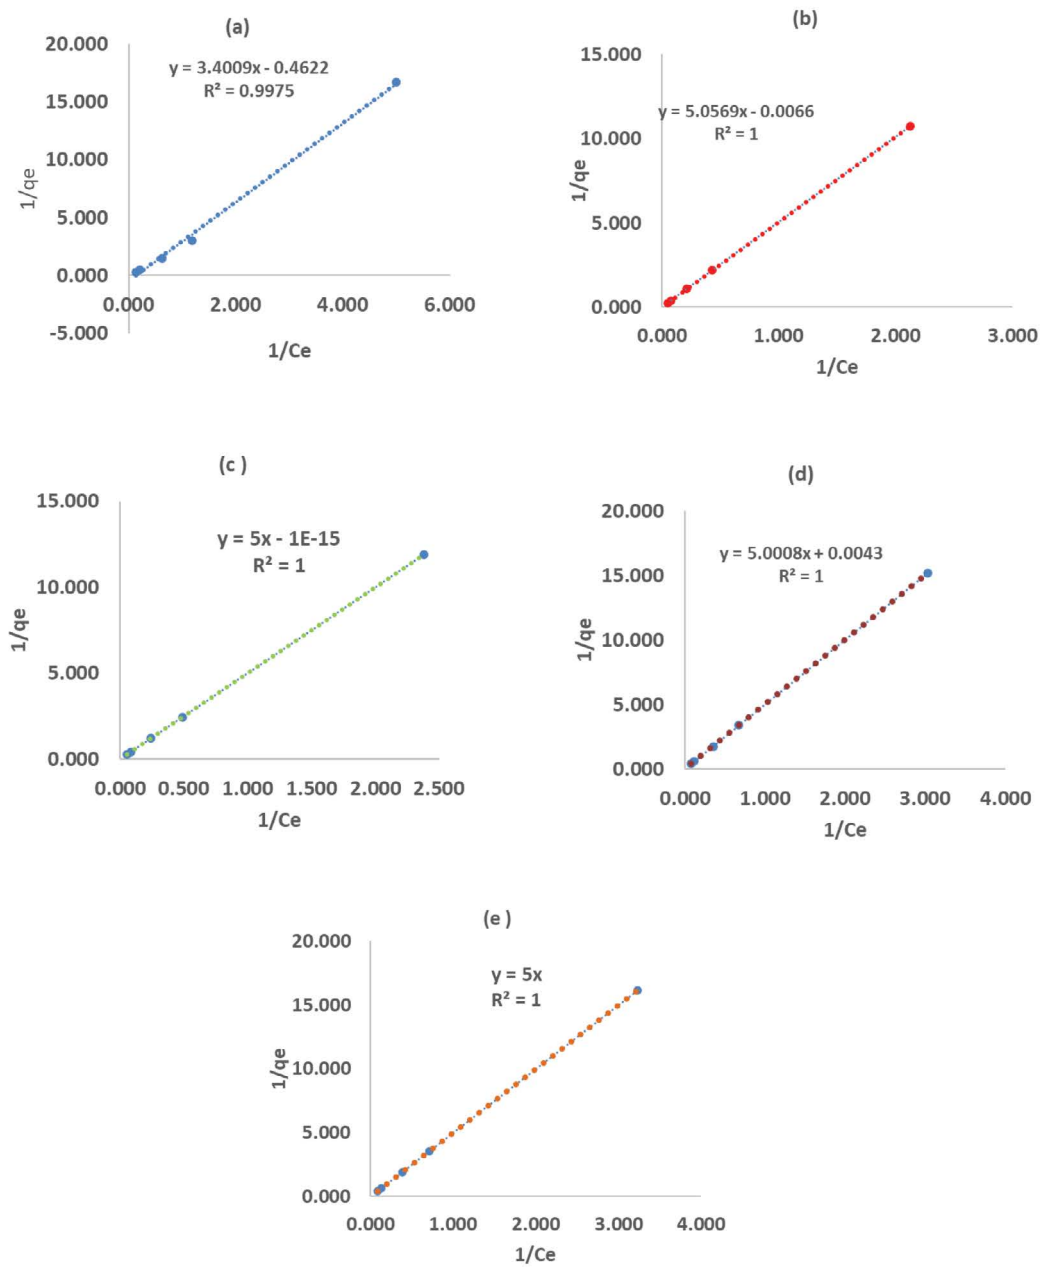 (a)
20.000
15.000
10.000
5.000
0.000
-5.000
1/qe
y = 3.4009x - 0.4622
R² = 0.9975
0.000 2.000 4.000 6.000
1/Ce
(b)
15.000
10.000
5.000
0.000
1/qe
y = 5.0569x - 0.0066
R² = 1
0.000 1.000 2.000 3.000
1/Ce
(c )
15.000
10.000
5.000
0.000
1/qe
y = 5x - 1E-15
R² = 1
0.000 0.500 1.000 1.500 2.000 2.500
1/Ce
(d)
20.000
15.000
10.000
5.000
0.000
1/qe
y = 5.0008x + 0.0043
R² = 1
0.000 1.000 2.000 3.000 4.000
1/Ce
(e )
20.000
15.000
10.000
5.000
0.000
1/qe
y = 5x
R² = 1
0.000 1.000 2.000 3.000 4.000
1/Ce